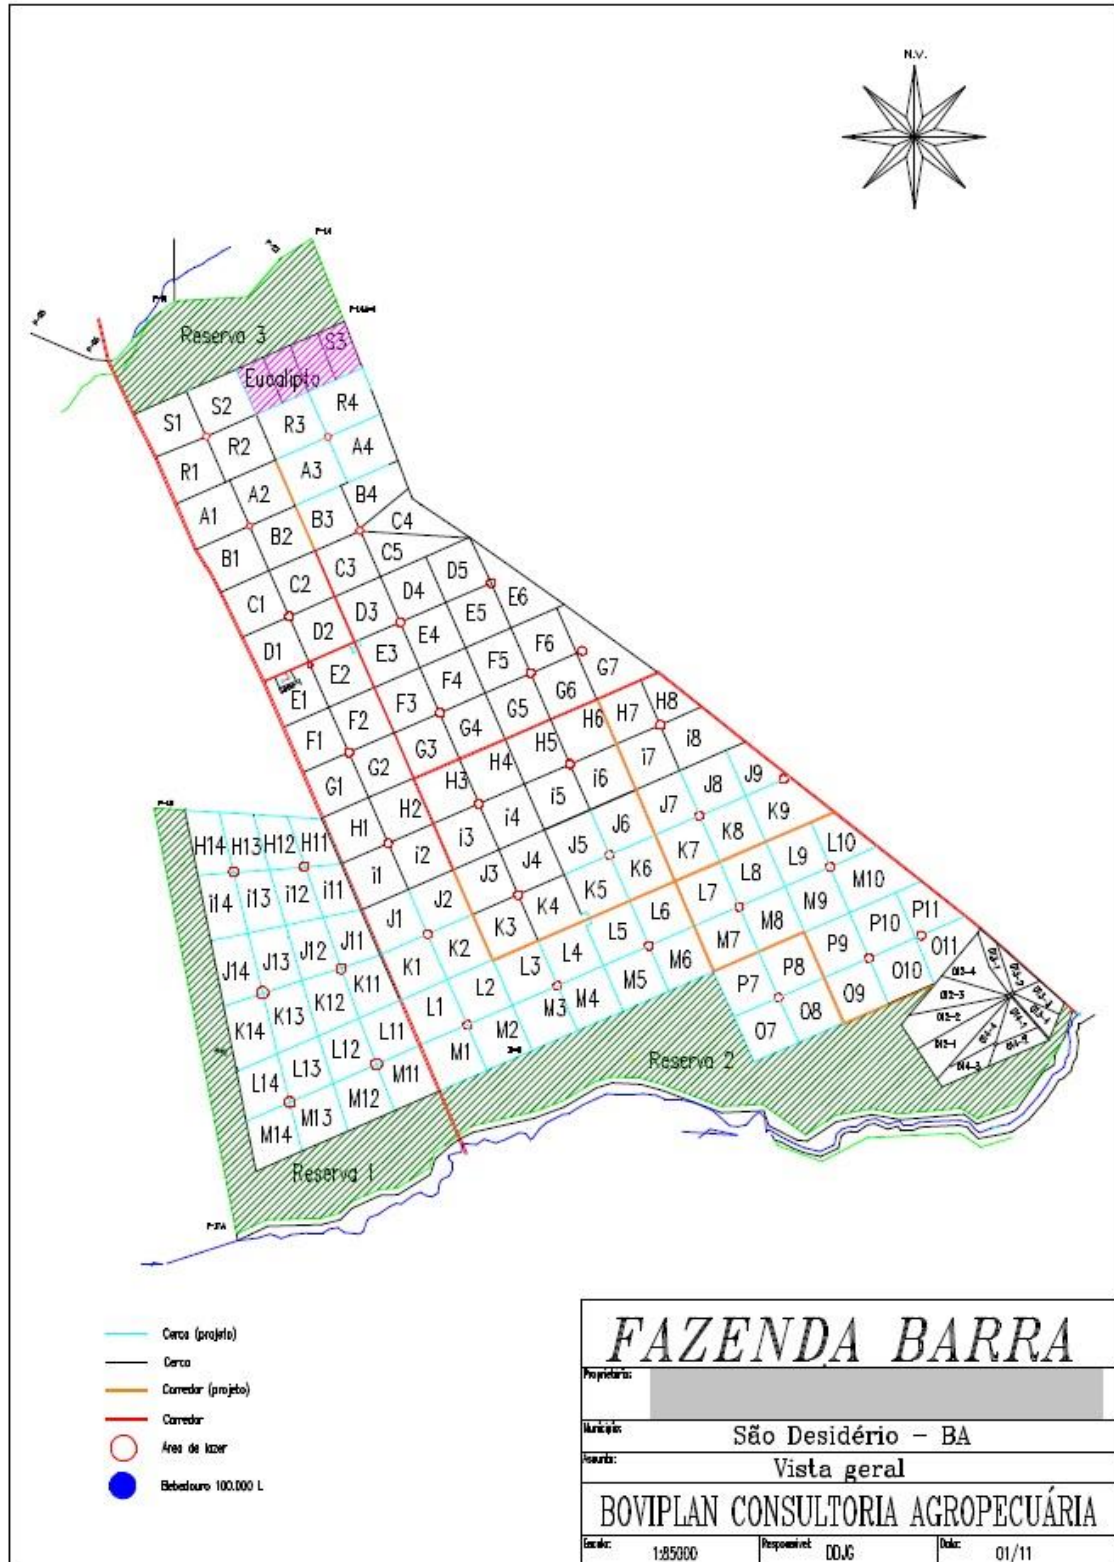 N.V.
Reserva 3
Eucalipto
S3
S1
S2
R3
R4
R1
R2
A3
A4
A1
A2
B3
B4
B1
B2
C4
C1
C2
C3
C5
D1
D2
D3
D4
D5
E1
E2
E3
E4
E5
E6
F1
F2
F3
F4
F5
F6
G1
G2
G3
G4
G5
G6
G7
H14
H13
H12
H11
H1
H2
H3
H4
H5
H6
H7
H8
i14
i13
i12
i11
i1
i2
i3
i4
i5
i6
i7
i8
J14
J13
J12
J11
J1
J2
J3
J4
J5
J6
J7
J8
J9
K14
K13
K12
K11
K1
K2
K3
K4
K5
K6
K7
K8
K9
L14
L13
L12
L11
L1
L2
L3
L4
L5
L6
L7
L8
L9
L10
M14
M13
M12
M11
M1
M2
M3
M4
M5
M6
M7
M8
M9
M10
P7
P8
P9
P10
P11
O7
O8
O9
O10
O11
Reserva 2
Reserva 1
Cerca (projeto)
Cerca
Corredor (projeto)
Corredor
Área de lazer
Bebedouro 100.000 L
FAZENDA BARRA
Proprietario:
Município:
São Desidério - BA
Assunto:
Vista geral
BOVIPLAN CONSULTORIA AGROPECUÁRIA
Escala:
1:85000
Responsável:
DDJG
Data:
01/11